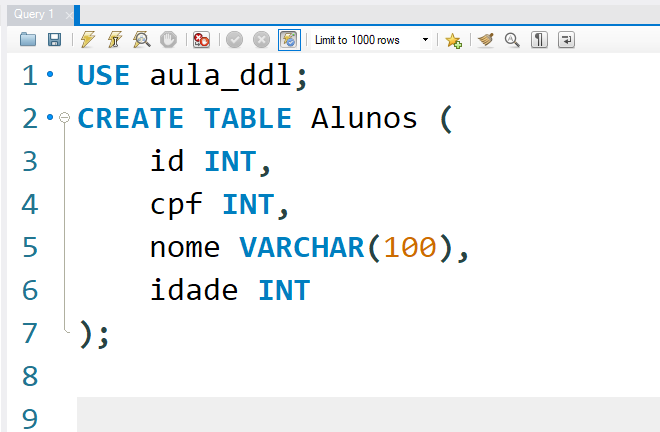 Query 1
Limit to 1000 rows
1 USE aula_ddl;
2 CREATE TABLE Alunos (
3 id INT,
4 cpf INT,
5 nome VARCHAR(100),
6 idade INT
7 );
8
9